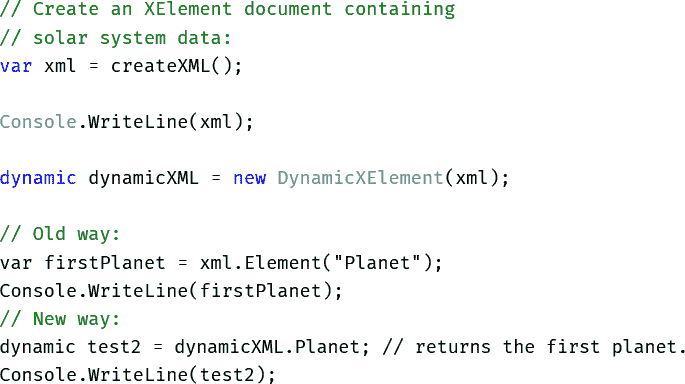 // Create an XElement document containing
// solar system data:
var xml = createXML();
Console.WriteLine(xml);
dynamic dynamicXML = new DynamicXElement(xml);
// Old way:
var firstPlanet = xml.Element("Planet");
Console.WriteLine(firstPlanet);
// New way:
dynamic test2 = dynamicXML.Planet; // returns the first planet.
Console.WriteLine(test2);